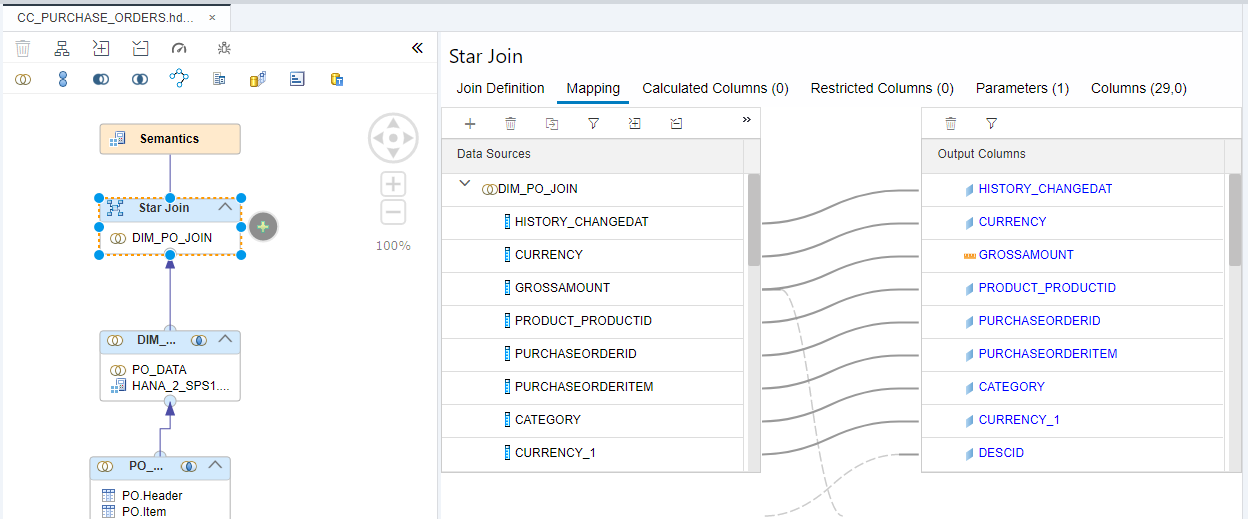 CC_PURCHASE_ORDERS.hd... ×
Semantics
Star Join
DIM_PO_JOIN
100%
DIM_...
PO_DATA
HANA_2_SPS1....
PO_...
PO.Header
PO.Item
Star Join
Join Definition Mapping Calculated Columns (0) Restricted Columns (0) Parameters (1) Columns (29,0)
Data Sources
DIM_PO_JOIN
HISTORY_CHANGEDAT
CURRENCY
GROSSAMOUNT
PRODUCT_PRODUCTID
PURCHASEORDERID
PURCHASEORDERITEM
CATEGORY
CURRENCY_1
Output Columns
HISTORY_CHANGEDAT
CURRENCY
GROSSAMOUNT
PRODUCT_PRODUCTID
PURCHASEORDERID
PURCHASEORDERITEM
CATEGORY
CURRENCY_1
DESCID